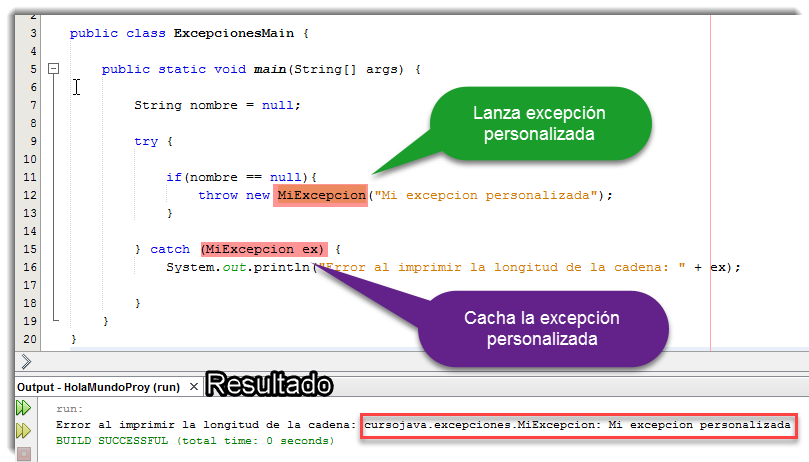 2
3 public class ExcepcionesMain {
4
5 public static void main(String[] args) {
6
7 String nombre = null;
8
9 try {
10
11 if(nombre == null){
12 throw new MiExcepcion("Mi excepcion personalizada");
13 }
14
15 } catch (MiExcepcion ex) {
16 System.out.println("Error al imprimir la longitud de la cadena: " + ex);
17
18 }
19 }
20 }
Lanza excepción
personalizada
Cacha la excepción
personalizada
Output - HolaMundoProy (run) ×
Resultado
run:
Error al imprimir la longitud de la cadena: cursojava.excepciones.MiExcepcion: Mi excepcion personalizada
BUILD SUCCESSFUL (total time: 0 seconds)